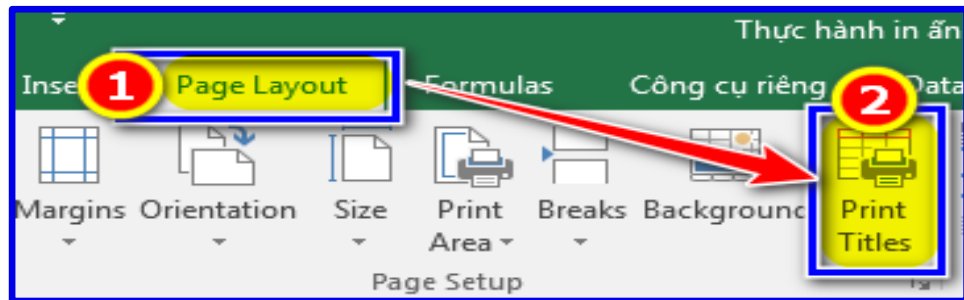 Thực hành in ấn
Inse 1 Page Layout Formulas Công cụ riêng 2 Data
Margins Orientation Size Print Area Breaks Background Print Titles
Page Setup